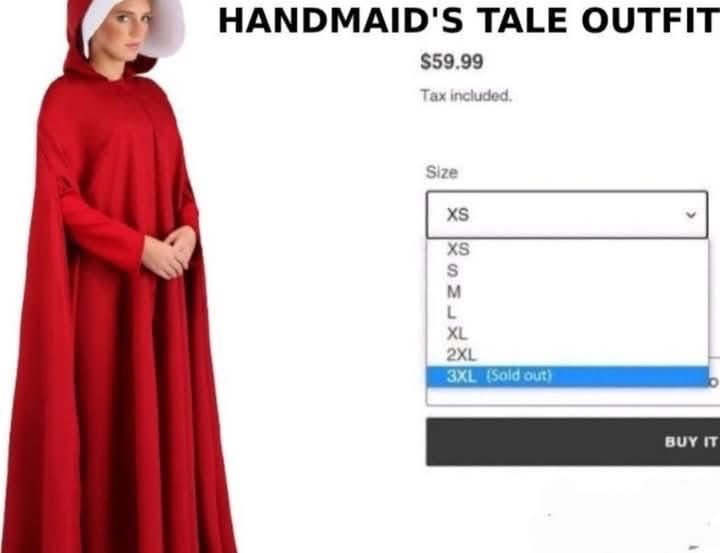 HANDMAID'S TALE OUTFIT
$59.99
Tax included.
Size
XS
XS
S
M
L
XL
2XL
3XL (Sold out)
BUY IT